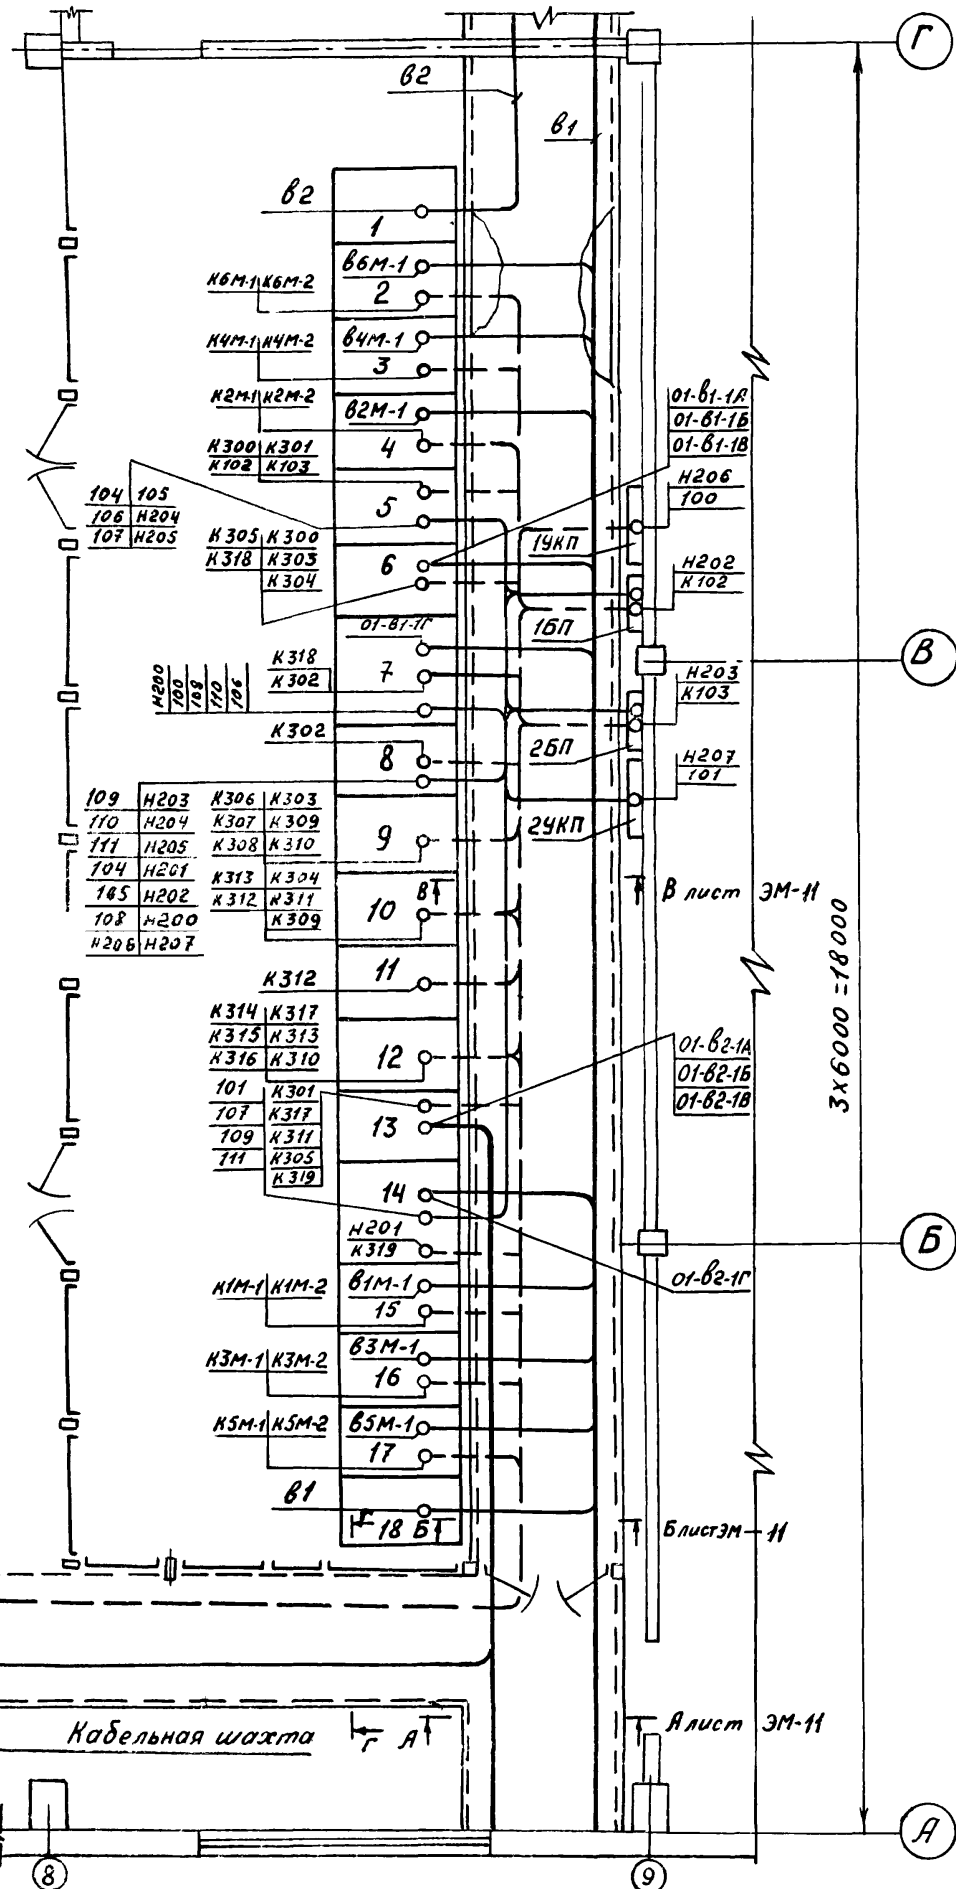 Г
в2
в1
в2
1
в6М-1
К6М-1 К6М-2
2
К4М-1 К4М-2
в4М-1
3
К2М-1 К2М-2
в2М-1
4
01-в1-1А
01-в1-1Б
01-в1-1В
К300 К301
К102 К103
5
Н206
100
104 105
106 Н204
107 Н205
К305 К300
К318 К303
К304
6
1УКП
Н202
К102
1БП
01-в1-1Г
В
К318
К302
7
Н200
100
108
110
106
Н203
К103
К302
8
2БП
Н207
101
109 Н203
110 Н204
111 Н205
104 Н201
105 Н202
108 Н200
Н206 Н207
К306 К303
К307 К309
К308 К310
9
2УКП
К313 К304
К312 К311
К309
10
В
В лист ЭМ-11
3х6000=18000
К312
11
К314 К317
К315 К313
К316 К310
12
01-в2-1А
01-в2-1Б
01-в2-1В
101 К301
107 К317
109 К311
111 К305
К319
13
14
Н201
К319
Б
01-в2-1Г
К1М-1 К1М-2
в1М-1
15
К3М-1 К3М-2
в3М-1
16
К5М-1 К5М-2
в5М-1
17
в1
Г
18
Б
Б лист ЭМ-11
Кабельная шахта
Г
А
А лист ЭМ-11
А
8
9